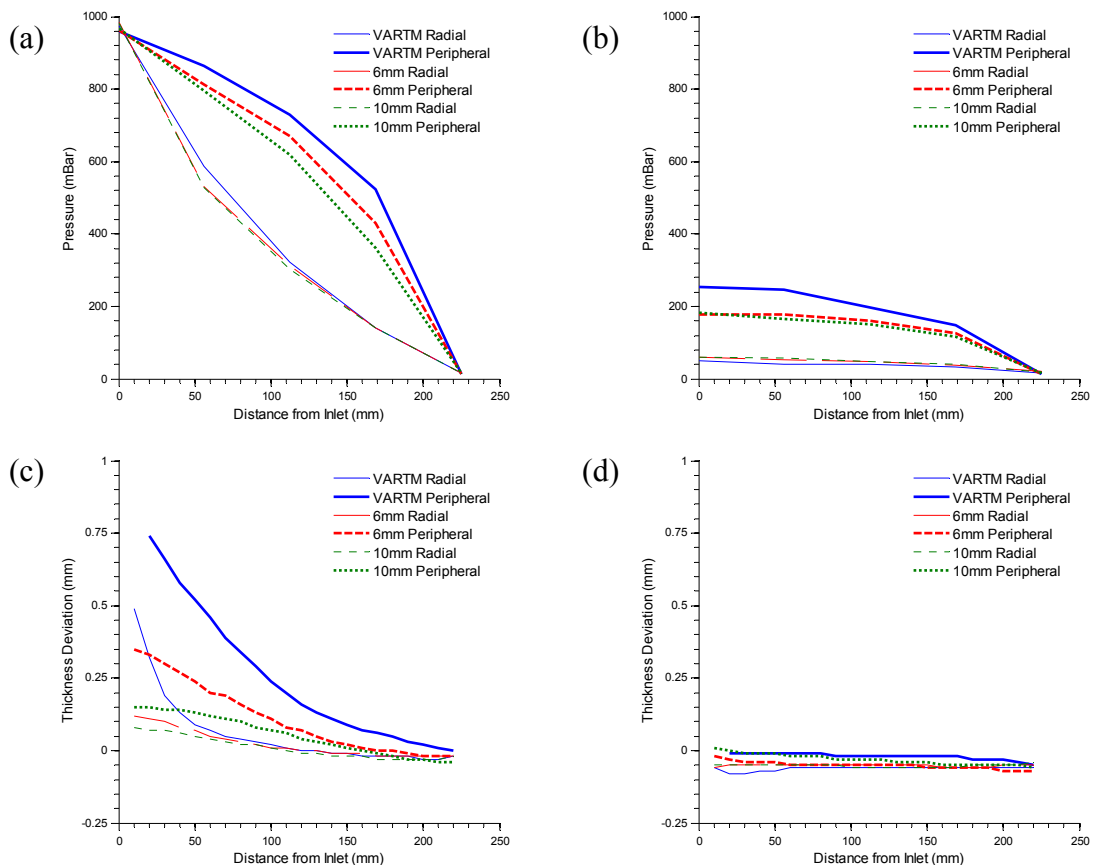 (a)
1000
800
600
400
200
0
Pressure (mBar)
0 50 100 150 200 250
Distance from Inlet (mm)
VARTM Radial
VARTM Peripheral
6mm Radial
6mm Peripheral
10mm Radial
10mm Peripheral
(b)
1000
800
600
400
200
0
Pressure (mBar)
0 50 100 150 200 250
Distance from Inlet (mm)
VARTM Radial
VARTM Peripheral
6mm Radial
6mm Peripheral
10mm Radial
10mm Peripheral
(c)
1
0.75
0.5
0.25
0
-0.25
Thickness Deviation (mm)
0 50 100 150 200 250
Distance from Inlet (mm)
VARTM Radial
VARTM Peripheral
6mm Radial
6mm Peripheral
10mm Radial
10mm Peripheral
(d)
1
0.75
0.5
0.25
0
-0.25
Thickness Deviation (mm)
0 50 100 150 200 250
Distance from Inlet (mm)
VARTM Radial
VARTM Peripheral
6mm Radial
6mm Peripheral
10mm Radial
10mm Peripheral